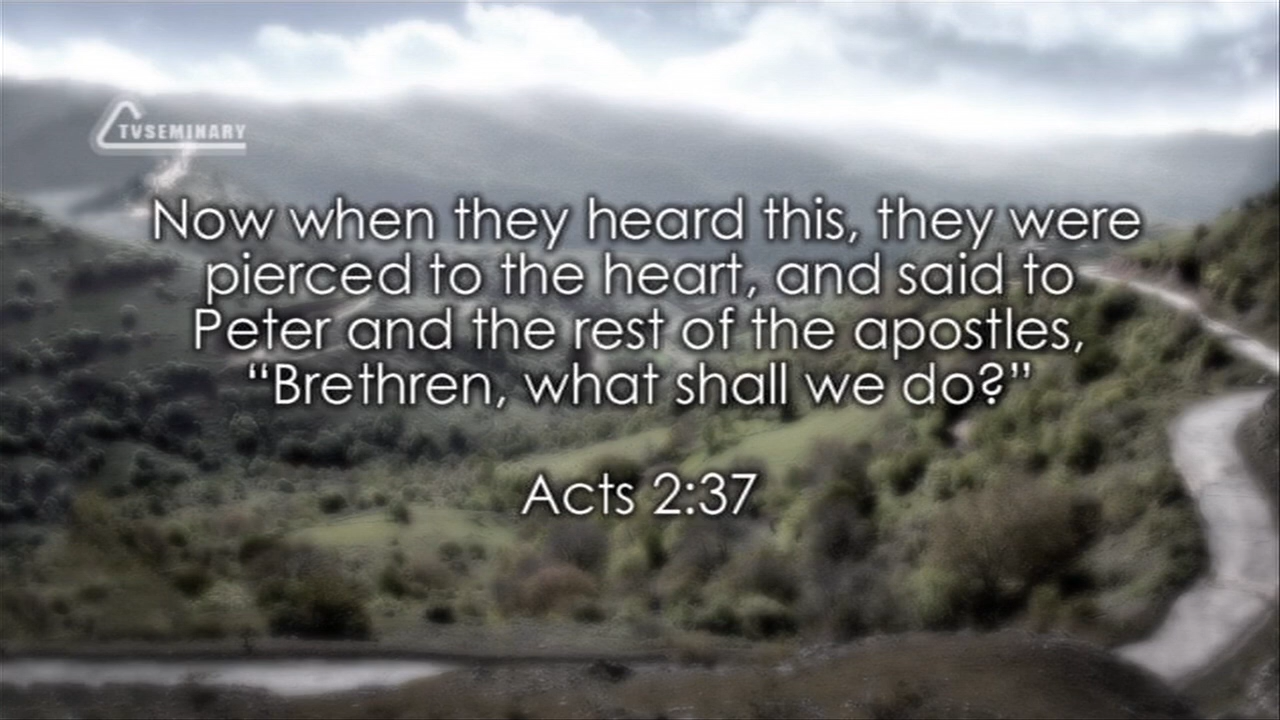 TVSEMINARY
Now when they heard this, they were
pierced to the heart, and said to
Peter and the rest of the apostles,
“Brethren, what shall we do?”
Acts 2:37